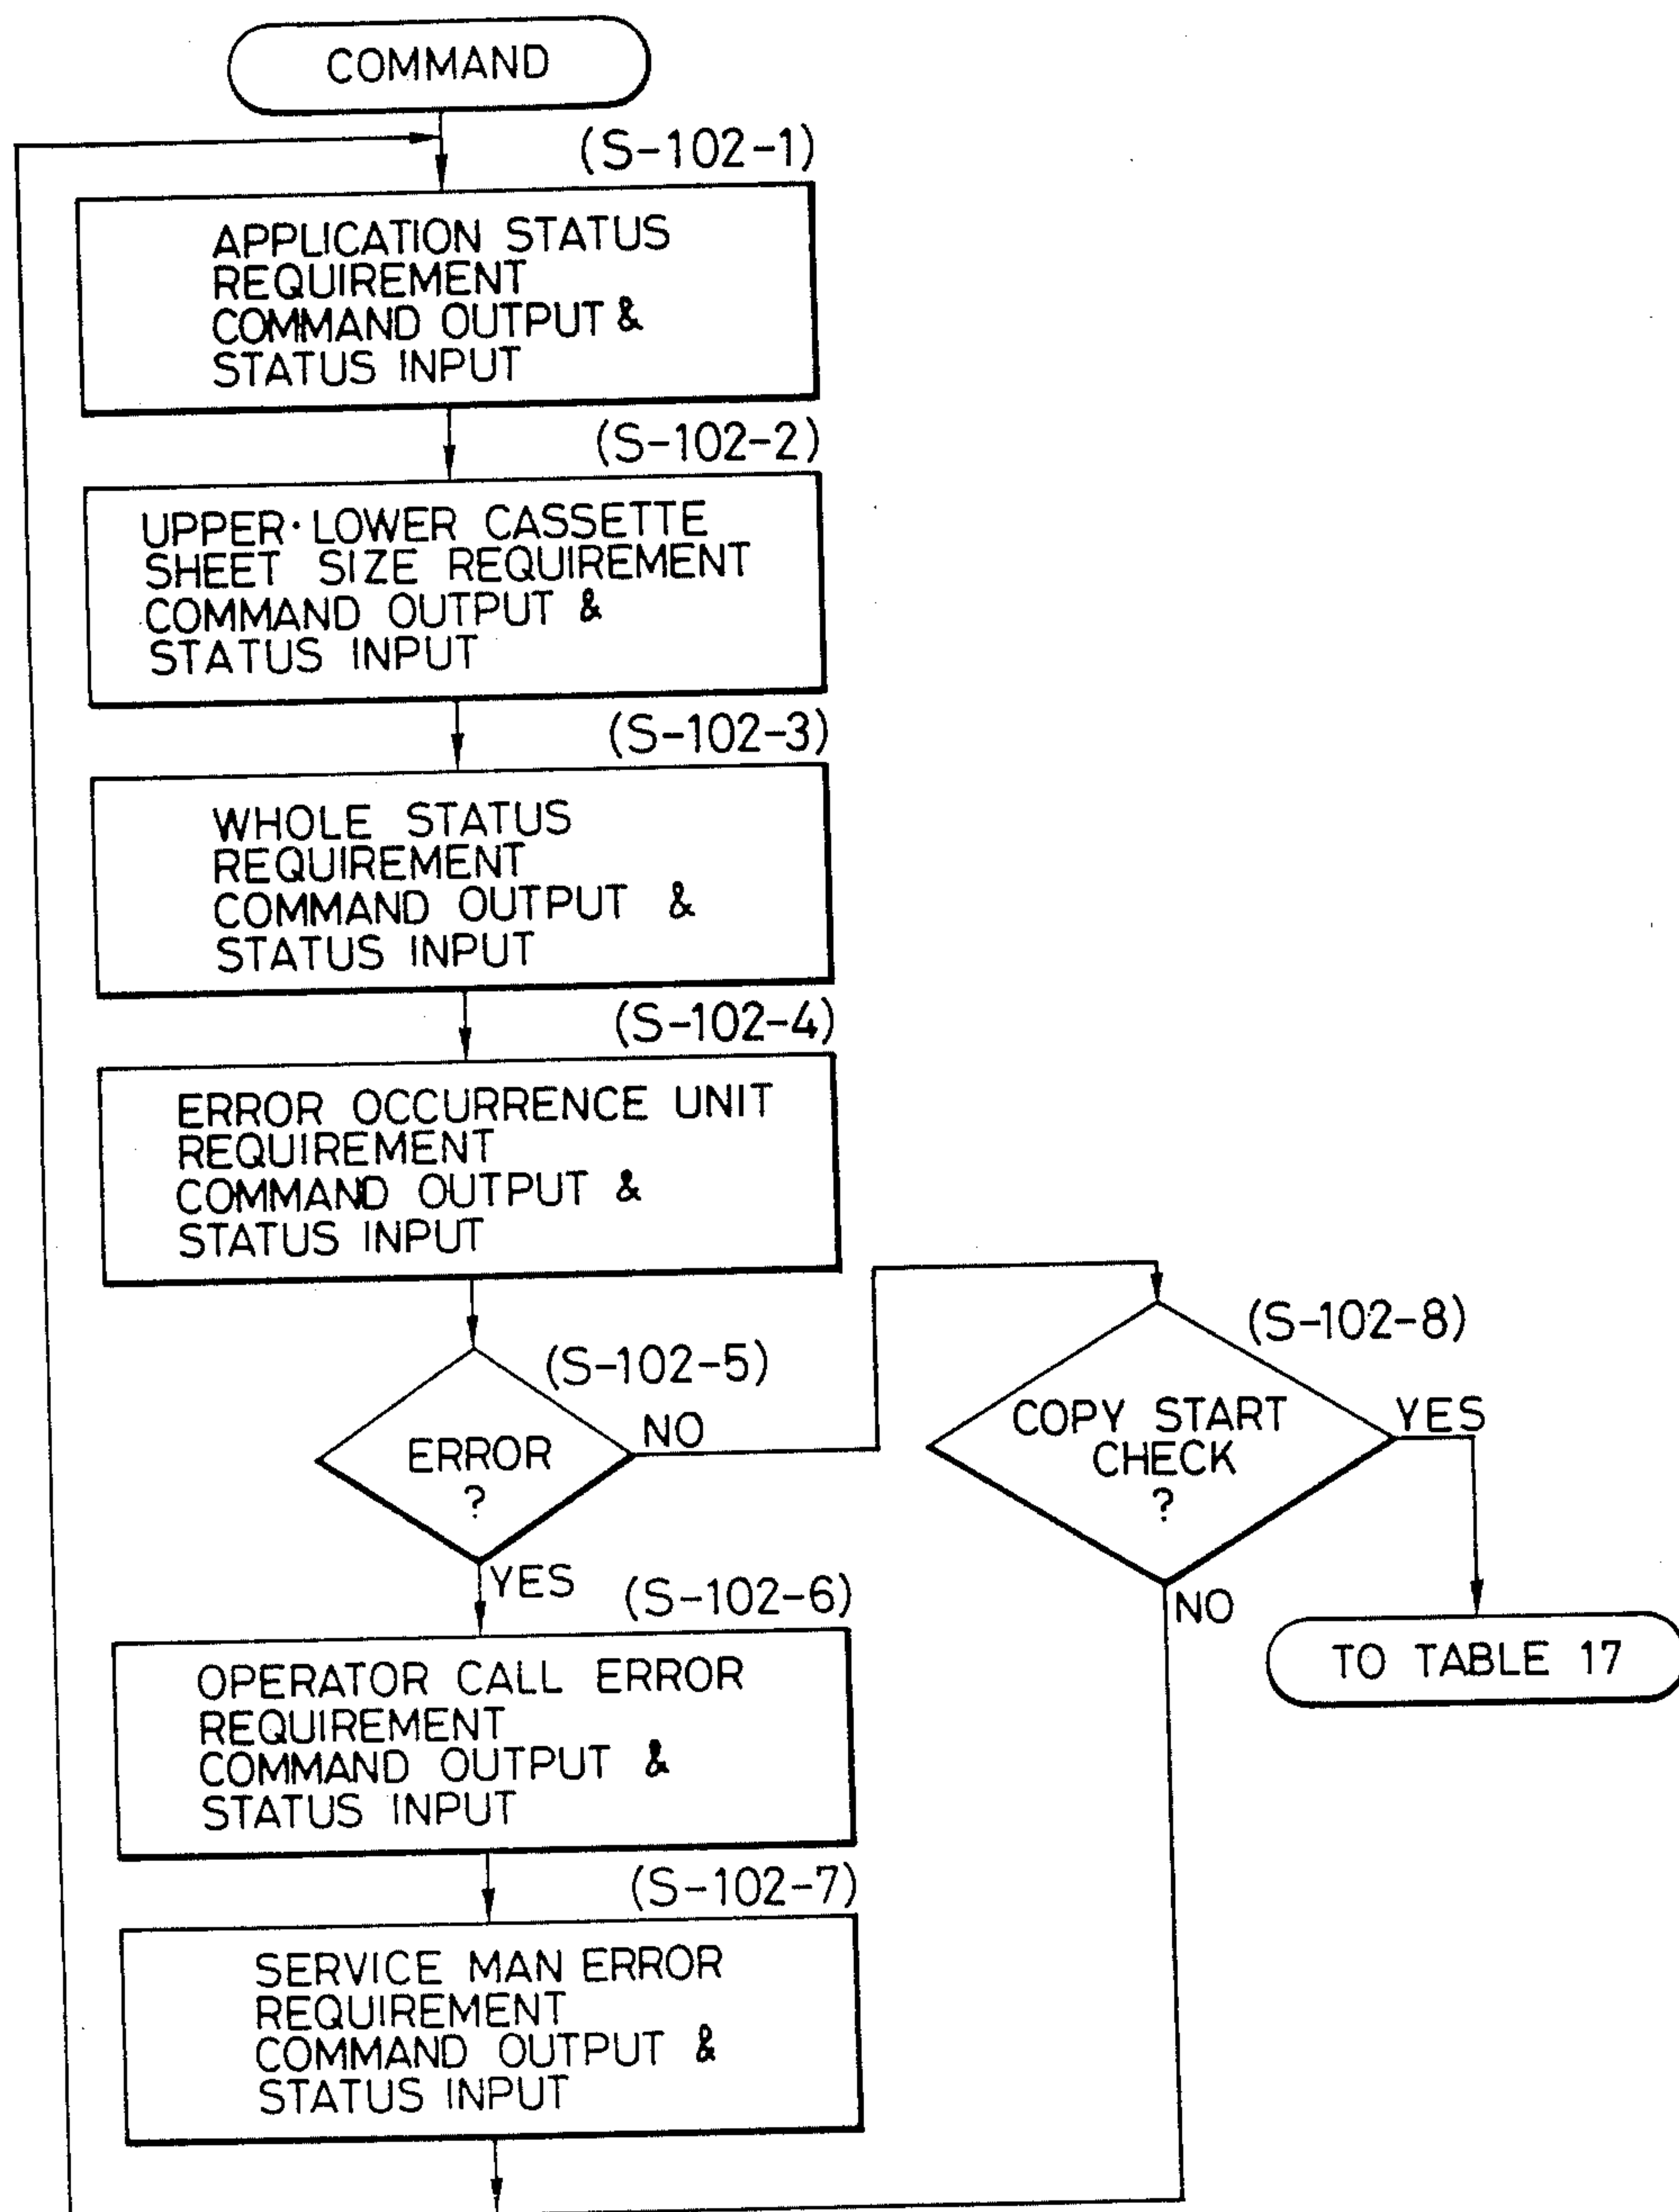 COMMAND
(S-102-1)
APPLICATION STATUS
REQUIREMENT
COMMAND OUTPUT &
STATUS INPUT
(S-102-2)
UPPER·LOWER CASSETTE
SHEET SIZE REQUIREMENT
COMMAND OUTPUT &
STATUS INPUT
(S-102-3)
WHOLE STATUS
REQUIREMENT
COMMAND OUTPUT &
STATUS INPUT
(S-102-4)
ERROR OCCURRENCE UNIT
REQUIREMENT
COMMAND OUTPUT &
STATUS INPUT
(S-102-5)
ERROR
?
NO
YES
(S-102-8)
COPY START
CHECK
?
YES
NO
TO TABLE 17
(S-102-6)
OPERATOR CALL ERROR
REQUIREMENT
COMMAND OUTPUT &
STATUS INPUT
(S-102-7)
SERVICE MAN ERROR
REQUIREMENT
COMMAND OUTPUT &
STATUS INPUT